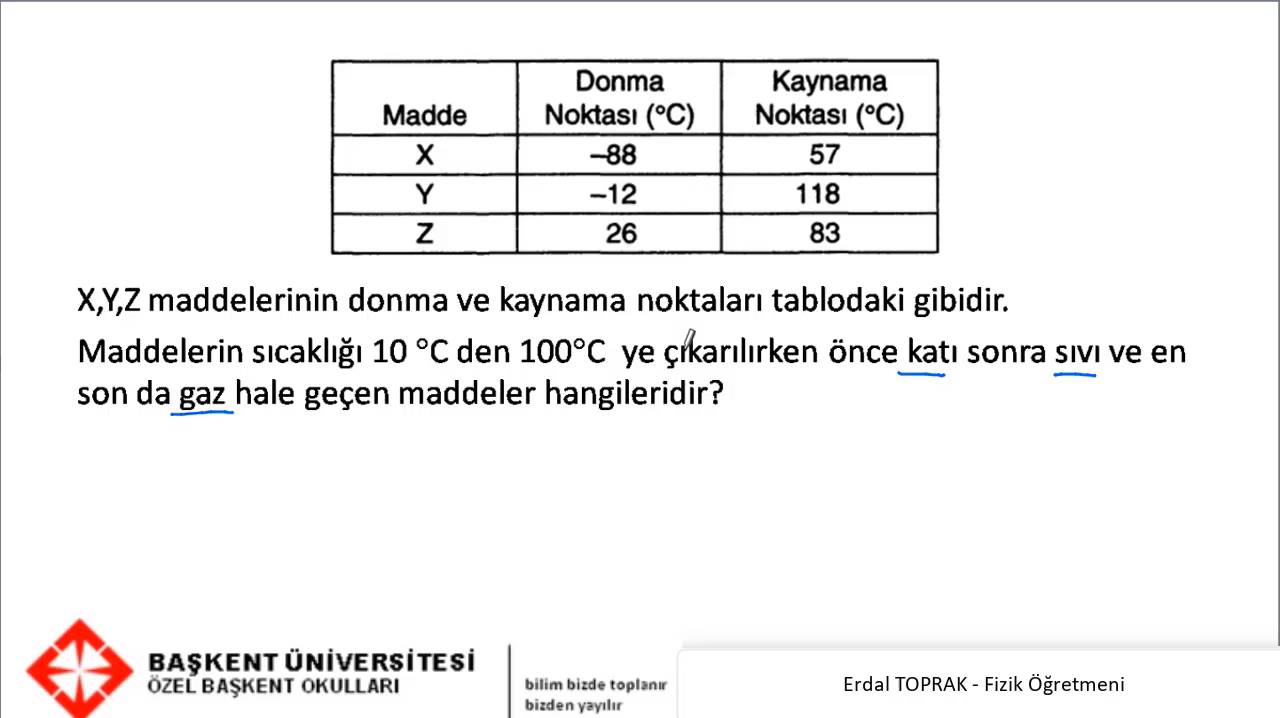 Madde Donma Noktası (°C) Kaynama Noktası (°C)
X –88 57
Y –12 118
Z 26 83
X,Y,Z maddelerinin donma ve kaynama noktaları tablodaki gibidir.
Maddelerin sıcaklığı 10 °C den 100°C ye çıkarılırken önce katı sonra sıvı ve en
son da gaz hale geçen maddeler hangileridir?
BAŞKENT ÜNİVERSİTESİ
ÖZEL BAŞKENT OKULLARI
bilim bizde toplanır
bizden yayılır
Erdal TOPRAK - Fizik Öğretmeni